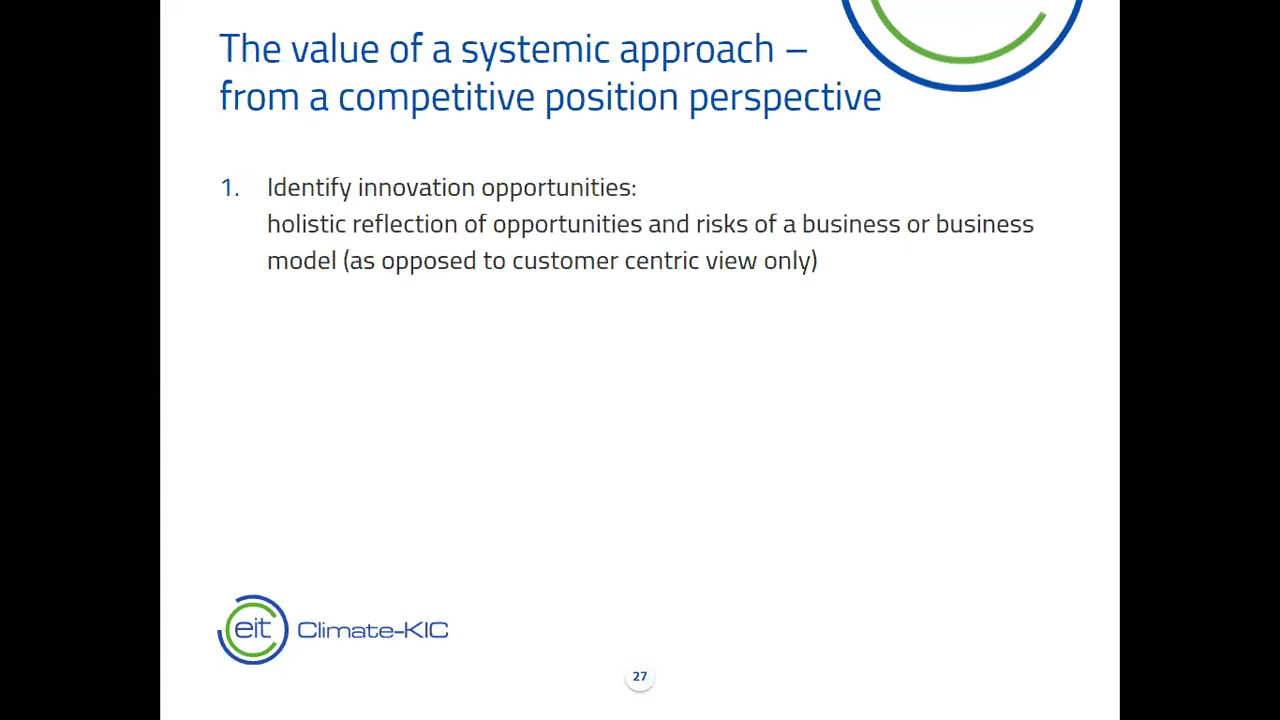 The value of a systemic approach –
from a competitive position perspective
1. Identify innovation opportunities:
holistic reflection of opportunities and risks of a business or business
model (as opposed to customer centric view only)
eit Climate-KIC
27